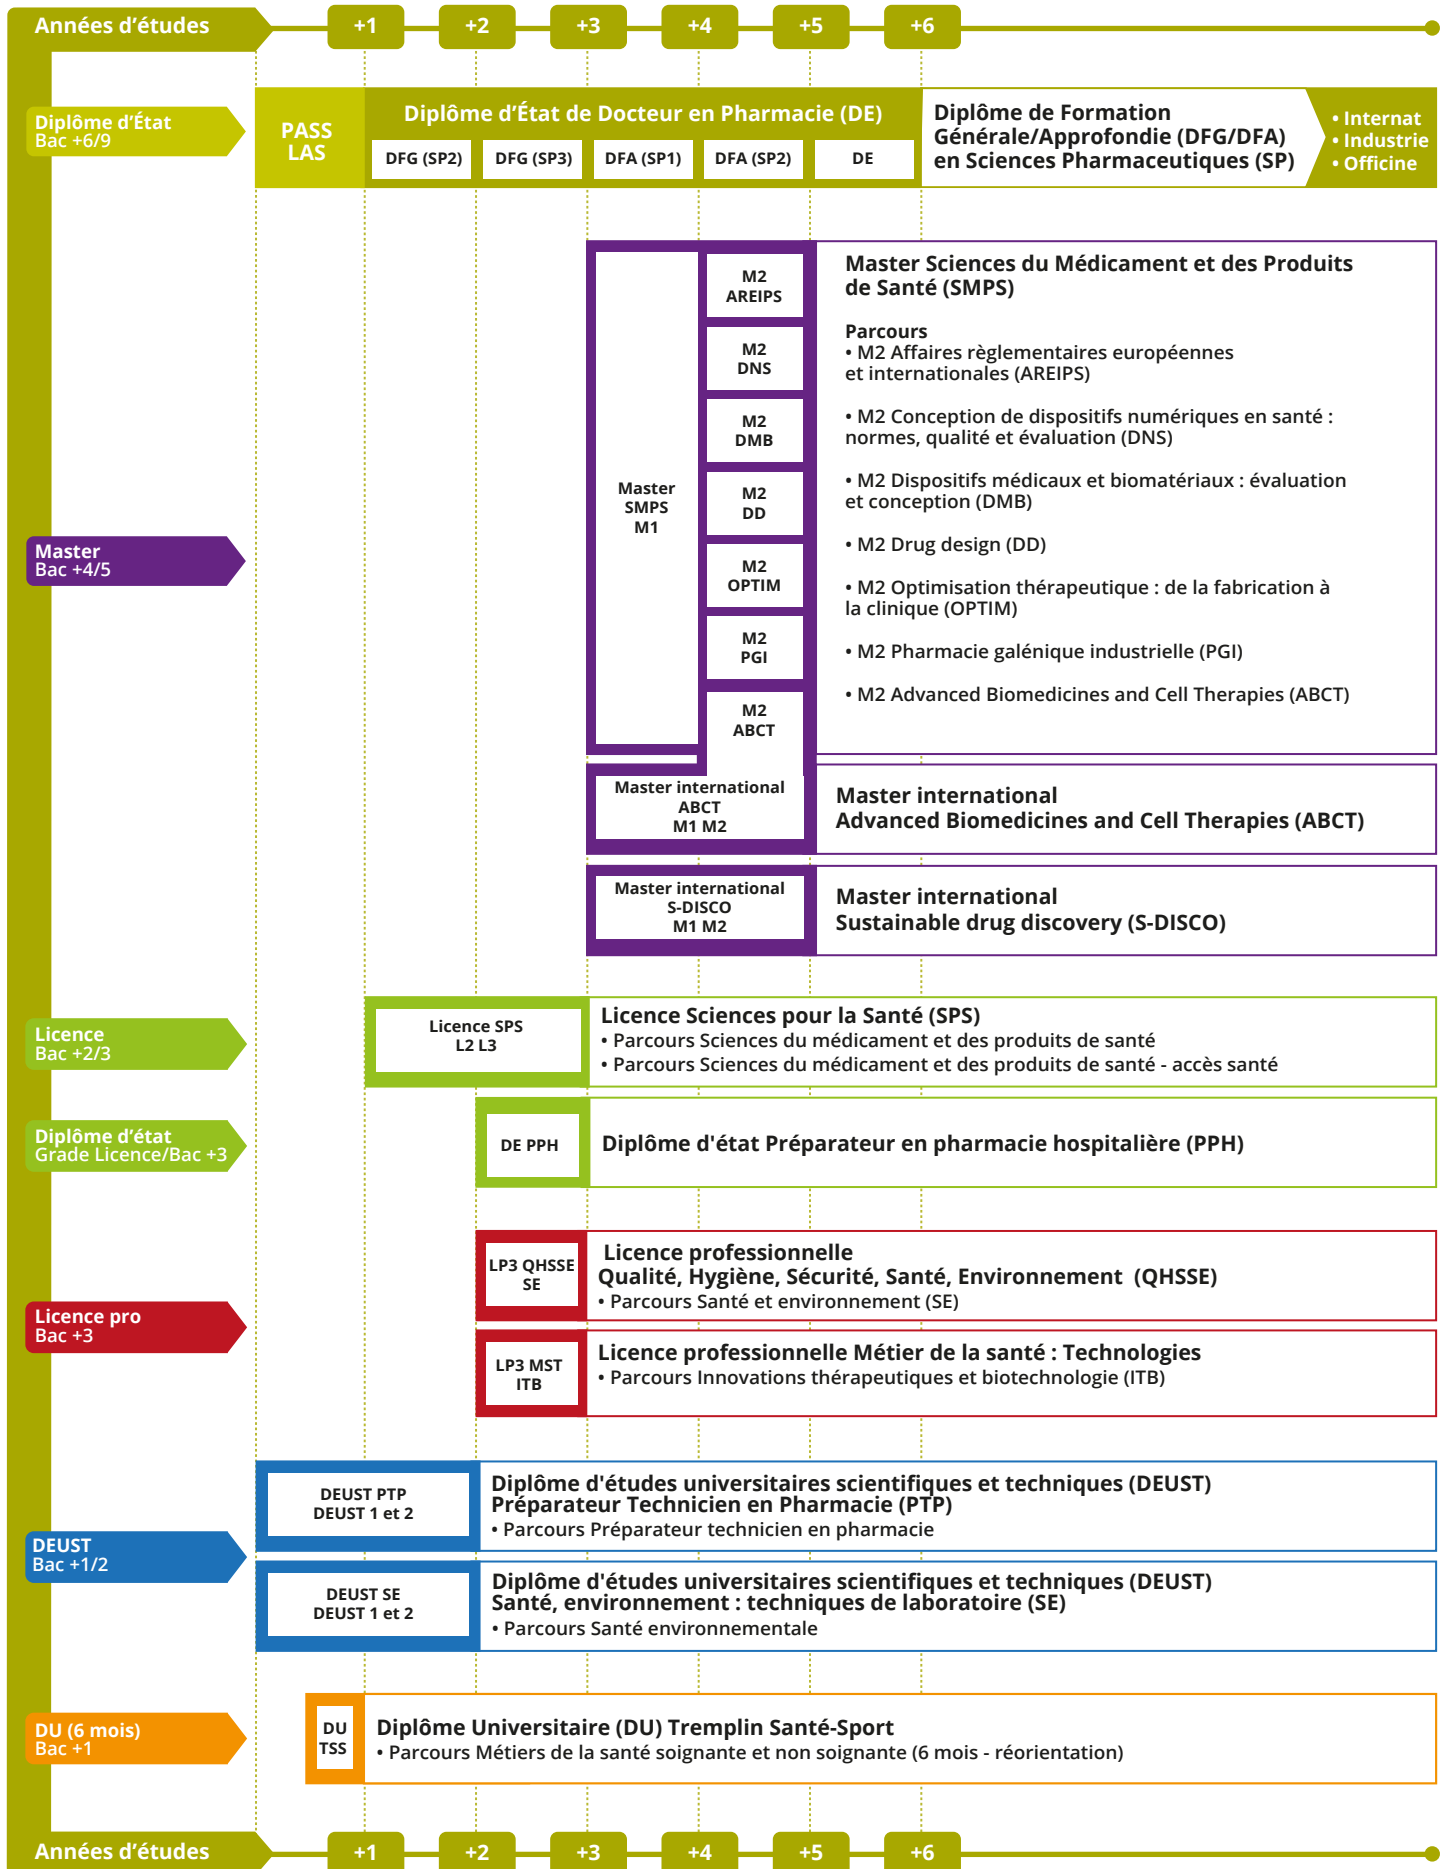 Années d'études
+1
+2
+3
+4
+5
+6
Diplôme d'État
Bac +6/9
PASS
LAS
Diplôme d'État de Docteur en Pharmacie (DE)
DFG (SP2)
DFG (SP3)
DFA (SP1)
DFA (SP2)
DE
Diplôme de Formation
Générale/Approfondie (DFG/DFA)
en Sciences Pharmaceutiques (SP)
• Internat
• Industrie
• Officine
Master
Bac +4/5
Master
SMPS
M1
M2
AREIPS
M2
DNS
M2
DMB
M2
DD
M2
OPTIM
M2
PGI
M2
ABCT
Master Sciences du Médicament et des Produits
de Santé (SMPS)
Parcours
• M2 Affaires règlementaires européennes
et internationales (AREIPS)
• M2 Conception de dispositifs numériques en santé :
normes, qualité et évaluation (DNS)
• M2 Dispositifs médicaux et biomatériaux : évaluation
et conception (DMB)
• M2 Drug design (DD)
• M2 Optimisation thérapeutique : de la fabrication à
la clinique (OPTIM)
• M2 Pharmacie galénique industrielle (PGI)
• M2 Advanced Biomedicines and Cell Therapies (ABCT)
Master international
ABCT
M1 M2
Master international
Advanced Biomedicines and Cell Therapies (ABCT)
Master international
S-DISCO
M1 M2
Master international
Sustainable drug discovery (S-DISCO)
Licence
Bac +2/3
Licence SPS
L2 L3
Licence Sciences pour la Santé (SPS)
• Parcours Sciences du médicament et des produits de santé
• Parcours Sciences du médicament et des produits de santé - accès santé
Diplôme d'état
Grade Licence/Bac +3
DE PPH
Diplôme d'état Préparateur en pharmacie hospitalière (PPH)
Licence pro
Bac +3
LP3 QHSSE
SE
Licence professionnelle
Qualité, Hygiène, Sécurité, Santé, Environnement (QHSSE)
• Parcours Santé et environnement (SE)
LP3 MST
ITB
Licence professionnelle Métier de la santé : Technologies
• Parcours Innovations thérapeutiques et biotechnologie (ITB)
DEUST
Bac +1/2
DEUST PTP
DEUST 1 et 2
Diplôme d'études universitaires scientifiques et techniques (DEUST)
Préparateur Technicien en Pharmacie (PTP)
• Parcours Préparateur technicien en pharmacie
DEUST SE
DEUST 1 et 2
Diplôme d'études universitaires scientifiques et techniques (DEUST)
Santé, environnement : techniques de laboratoire (SE)
• Parcours Santé environnementale
DU (6 mois)
Bac +1
DU
TSS
Diplôme Universitaire (DU) Tremplin Santé-Sport
• Parcours Métiers de la santé soignante et non soignante (6 mois - réorientation)
Années d'études
+1
+2
+3
+4
+5
+6